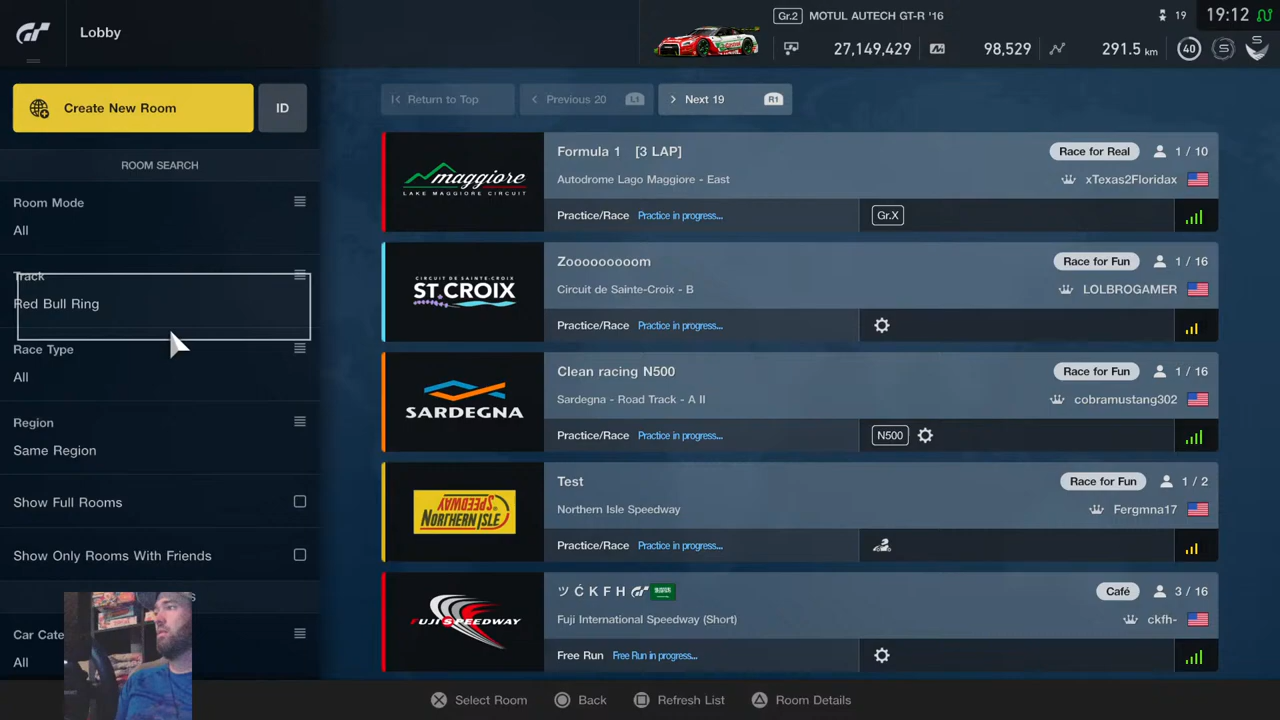 GT
Lobby
Gr.2 MOTUL AUTECH GT-R '16
19
19:12
27,149,429
98,529
291.5 km
40
S
S
Create New Room
ID
ROOM SEARCH
Room Mode
All
Track
Red Bull Ring
Race Type
All
Region
Same Region
Show Full Rooms
Show Only Rooms With Friends
S
Car Cate
All
Return to Top
Previous 20 L1
Next 19 R1
maggiore
LAKE MAGGIORE CIRCUIT
Formula 1 [3 LAP]
Race for Real
1 / 10
Autodrome Lago Maggiore - East
xTexas2Floridax
Practice/Race Practice in progress...
Gr.X
CIRCUIT DE SAINTE-CROIX
ST.CROIX
Zooooooooom
Race for Fun
1 / 16
Circuit de Sainte-Croix - B
LOLBROGAMER
Practice/Race Practice in progress...
SARDEGNA
Clean racing N500
Race for Fun
1 / 16
Sardegna - Road Track - A II
cobramustang302
Practice/Race Practice in progress...
N500
SPEEDWAY
NORTHERN ISLE
Test
Race for Fun
1 / 2
Northern Isle Speedway
Fergmna17
Practice/Race Practice in progress...
FUJI SPEEDWAY
ツ Ć K F H GT
Café
3 / 16
Fuji International Speedway (Short)
ckfh-
Free Run Free Run in progress...
Select Room
Back
Refresh List
Room Details